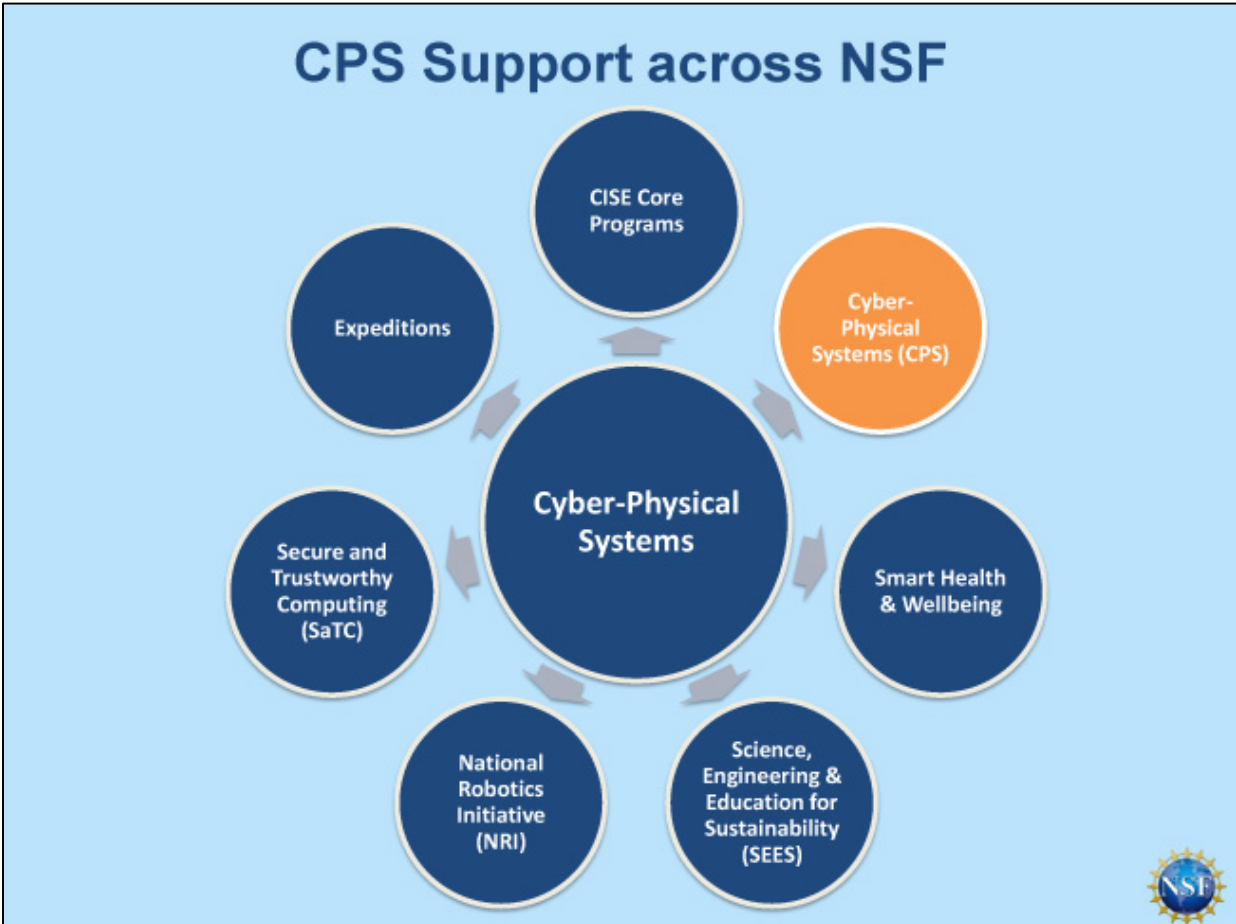 CPS Support across NSF
CISE Core
Programs
Expeditions
Cyber-
Physical
Systems (CPS)
Cyber-Physical
Systems
Secure and
Trustworthy
Computing
(SaTC)
Smart Health
& Wellbeing
National
Robotics
Initiative
(NRI)
Science,
Engineering &
Education for
Sustainability
(SEES)
NSF